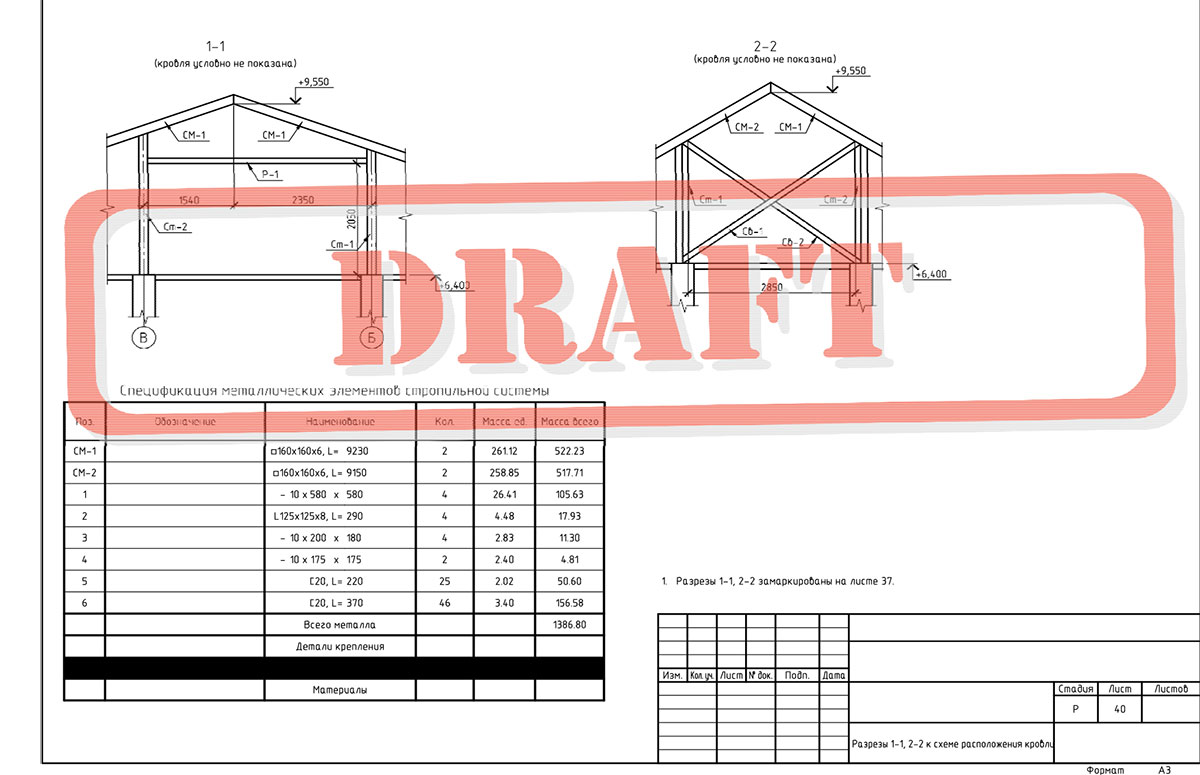 1-1
(кровля условно не показана)
+9,550
СМ-1
СМ-1
Р-1
1540
2350
2050
Ст-2
Ст-1
+6,400
В
Б
2-2
(кровля условно не показана)
+9,550
СМ-2
СМ-1
Ст-1
Ст-2
Св-1
Св-2
+6,400
2850
DRAFT
Спецификация металлических элементов стропильной системы
Поз. Обозначение Наименование Кол. Масса ед. Масса всего
СМ-1 □160х160х6, L= 9230 2 261.12 522.23
СМ-2 □160х160х6, L= 9150 2 258.85 517.71
1 - 10 х 580 х 580 4 26.41 105.63
2 L125х125х8, L= 290 4 4.48 17.93
3 - 10 х 200 х 180 4 2.83 11.30
4 - 10 х 175 х 175 2 2.40 4.81
5 [20, L= 220 25 2.02 50.60
6 [20, L= 370 46 3.40 156.58
Всего металла 1386.80
Детали крепления
Материалы
1. Разрезы 1-1, 2-2 замаркированы на листе 37.
Изм. Кол.уч. Лист № док. Подп. Дата
Стадия Лист Листов
Р 40
Разрезы 1-1, 2-2 к схеме расположения кровли
Формат А3